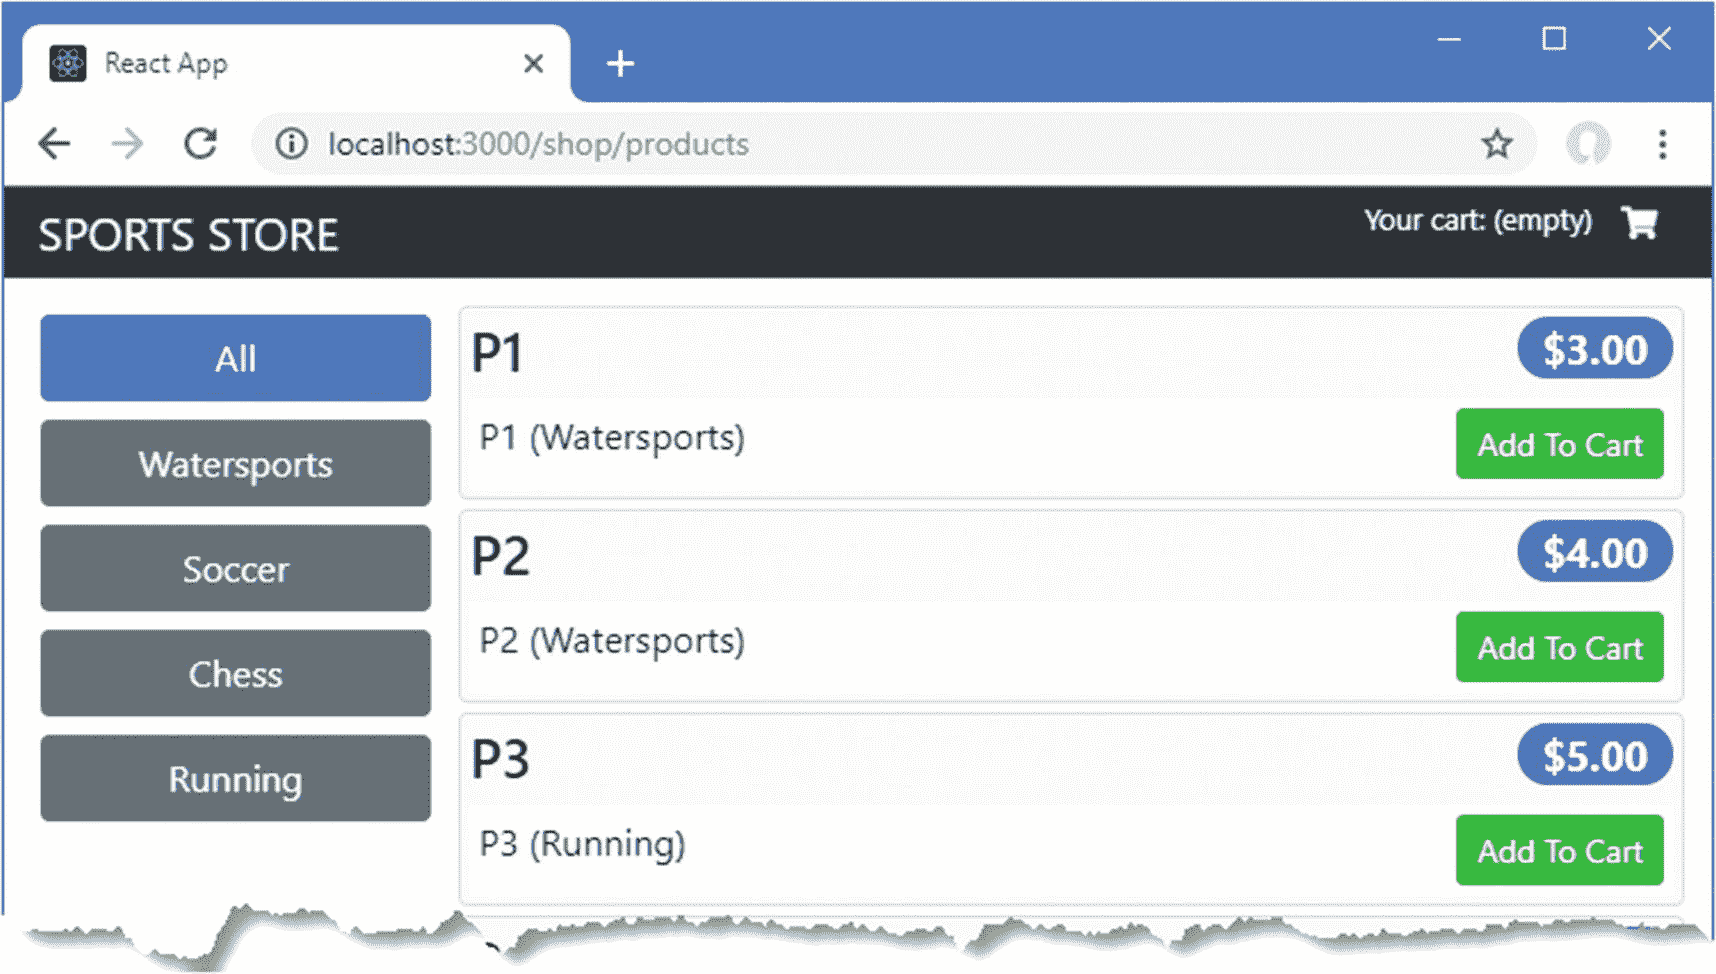 React App
localhost:3000/shop/products
SPORTS STORE
Your cart: (empty)
All
Watersports
Soccer
Chess
Running
P1
$3.00
P1 (Watersports)
Add To Cart
P2
$4.00
P2 (Watersports)
Add To Cart
P3
$5.00
P3 (Running)
Add To Cart